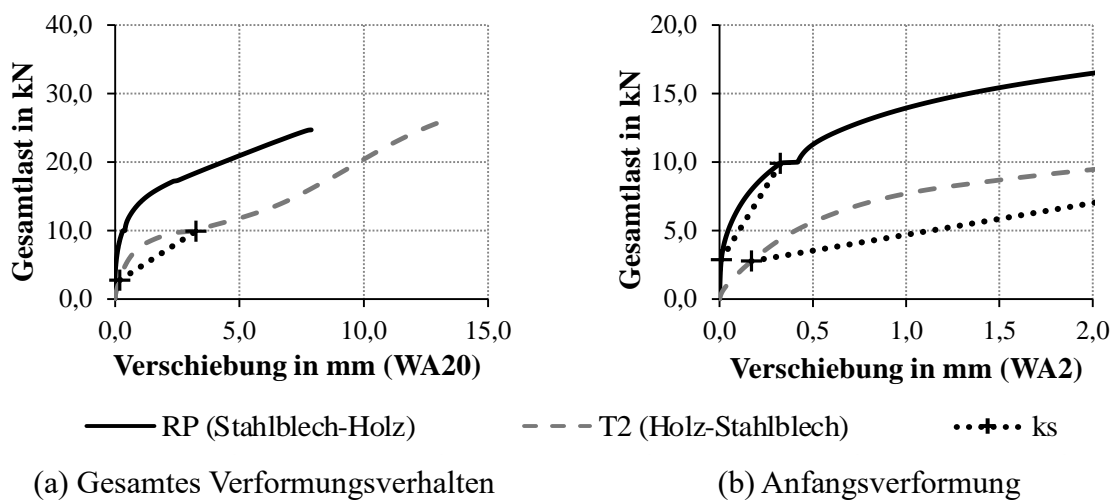 Gesamtlast in kN
40,0
30,0
20,0
10,0
0,0
0,0 5,0 10,0 15,0
Verschiebung in mm (WA20)
Gesamtlast in kN
20,0
15,0
10,0
5,0
0,0
0,0 0,5 1,0 1,5 2,0
Verschiebung in mm (WA2)
RP (Stahlblech-Holz) T2 (Holz-Stahlblech) ks
(a) Gesamtes Verformungsverhalten
(b) Anfangsverformung